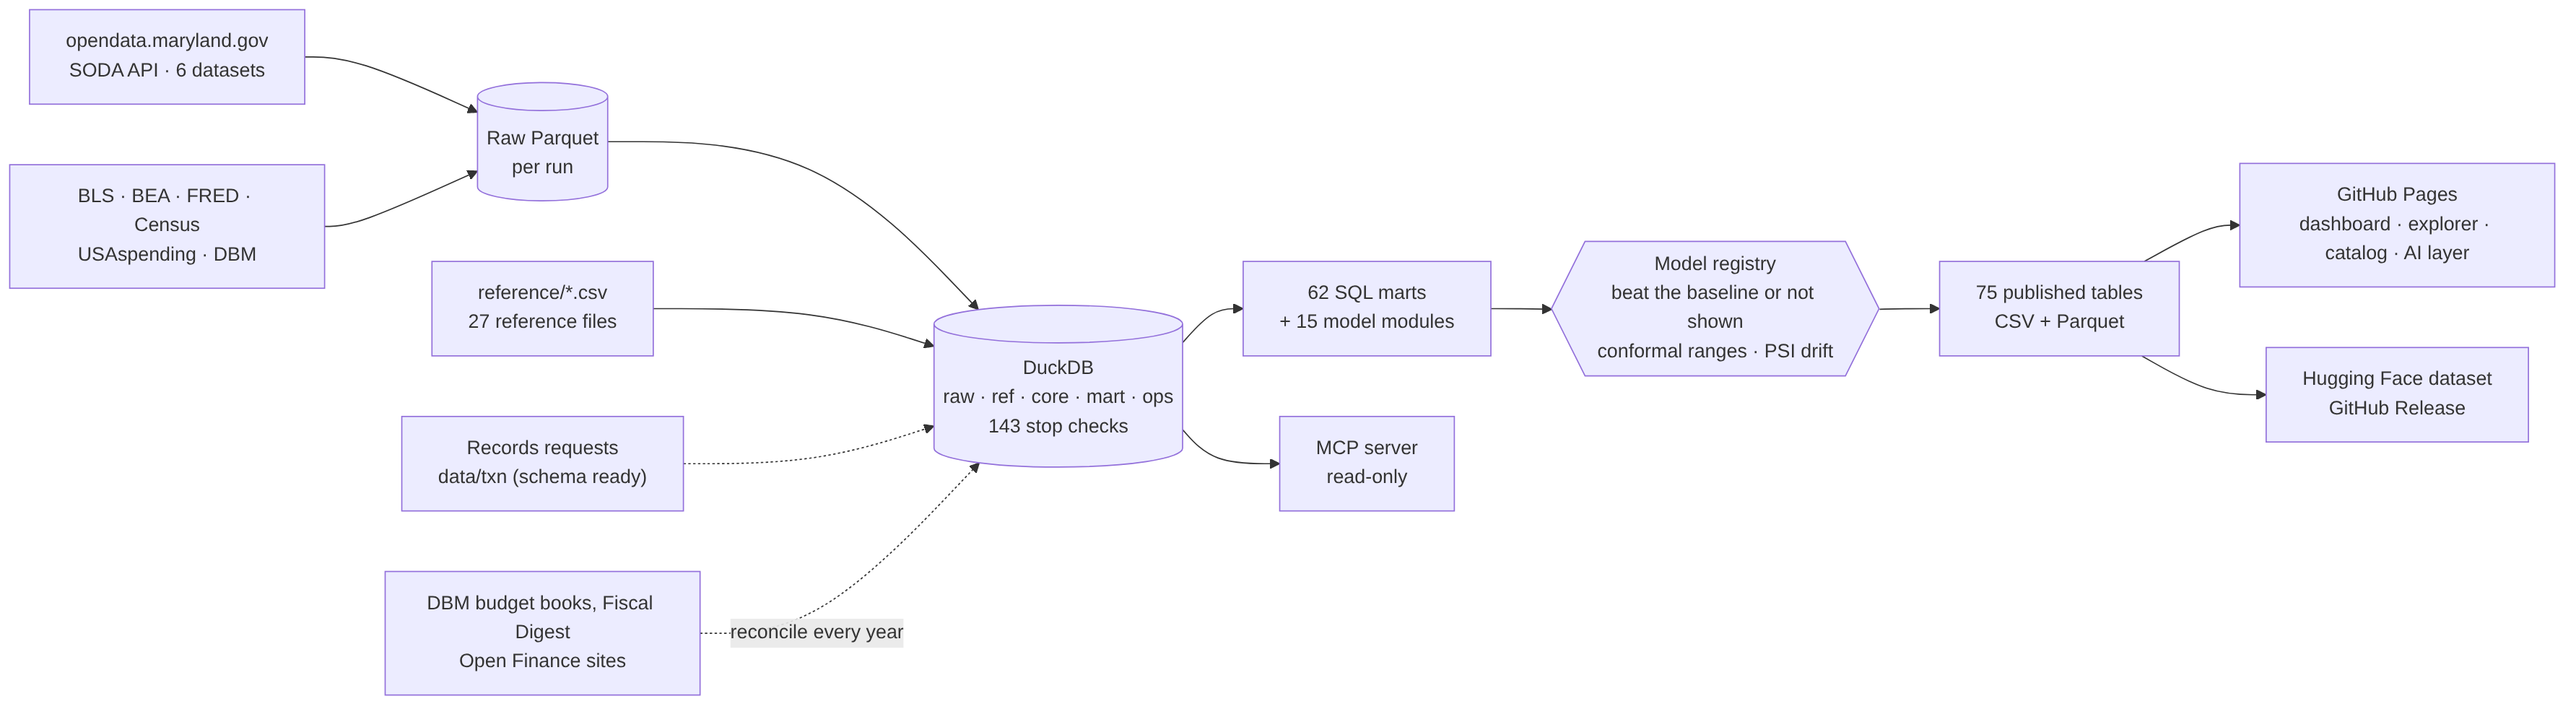 opendata.maryland.gov
SODA API · 6 datasets
BLS · BEA · FRED ·
Census
USAspending · DBM
Raw Parquet
per run
reference/*.csv
27 reference files
Records requests
data/txn (schema ready)
DBM budget books, Fiscal
Digest
Open Finance sites
reconcile every year
DuckDB
raw · ref · core · mart · ops
143 stop checks
62 SQL marts
+ 15 model modules
MCP server
read-only
Model registry
beat the baseline or not
shown
conformal ranges · PSI drift
75 published tables
CSV + Parquet
GitHub Pages
dashboard · explorer ·
catalog · AI layer
Hugging Face dataset
GitHub Release